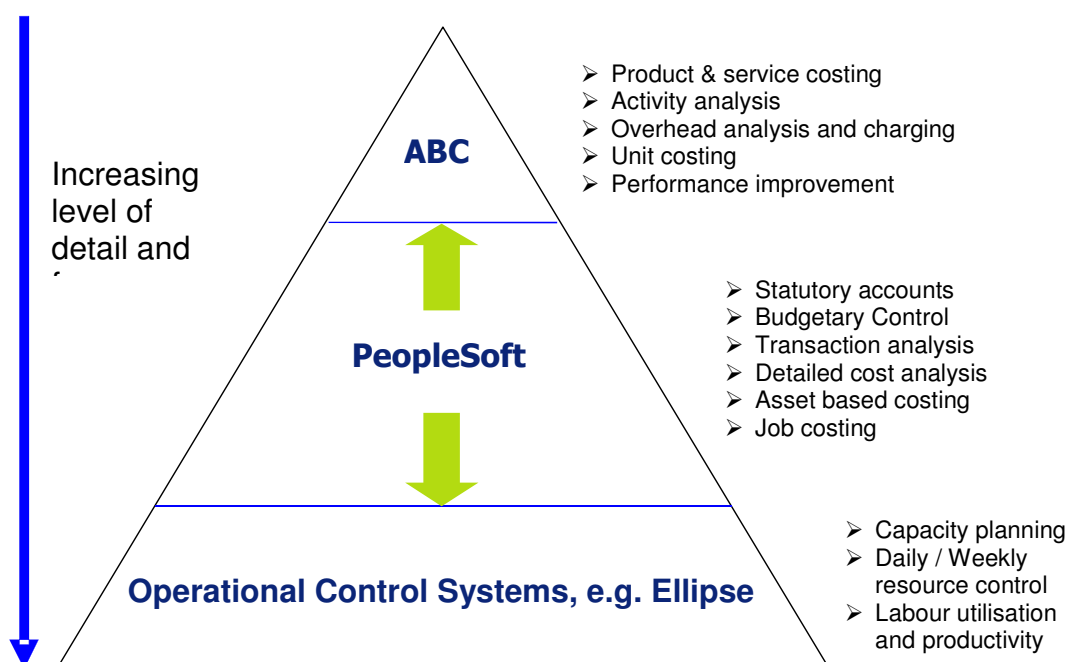 ➢ Product & service costing
➢ Activity analysis
➢ Overhead analysis and charging
➢ Unit costing
➢ Performance improvement
ABC
Increasing
level of
detail and
➢ Statutory accounts
➢ Budgetary Control
➢ Transaction analysis
➢ Detailed cost analysis
➢ Asset based costing
➢ Job costing
PeopleSoft
➢ Capacity planning
➢ Daily / Weekly
resource control
➢ Labour utilisation
and productivity
Operational Control Systems, e.g. Ellipse